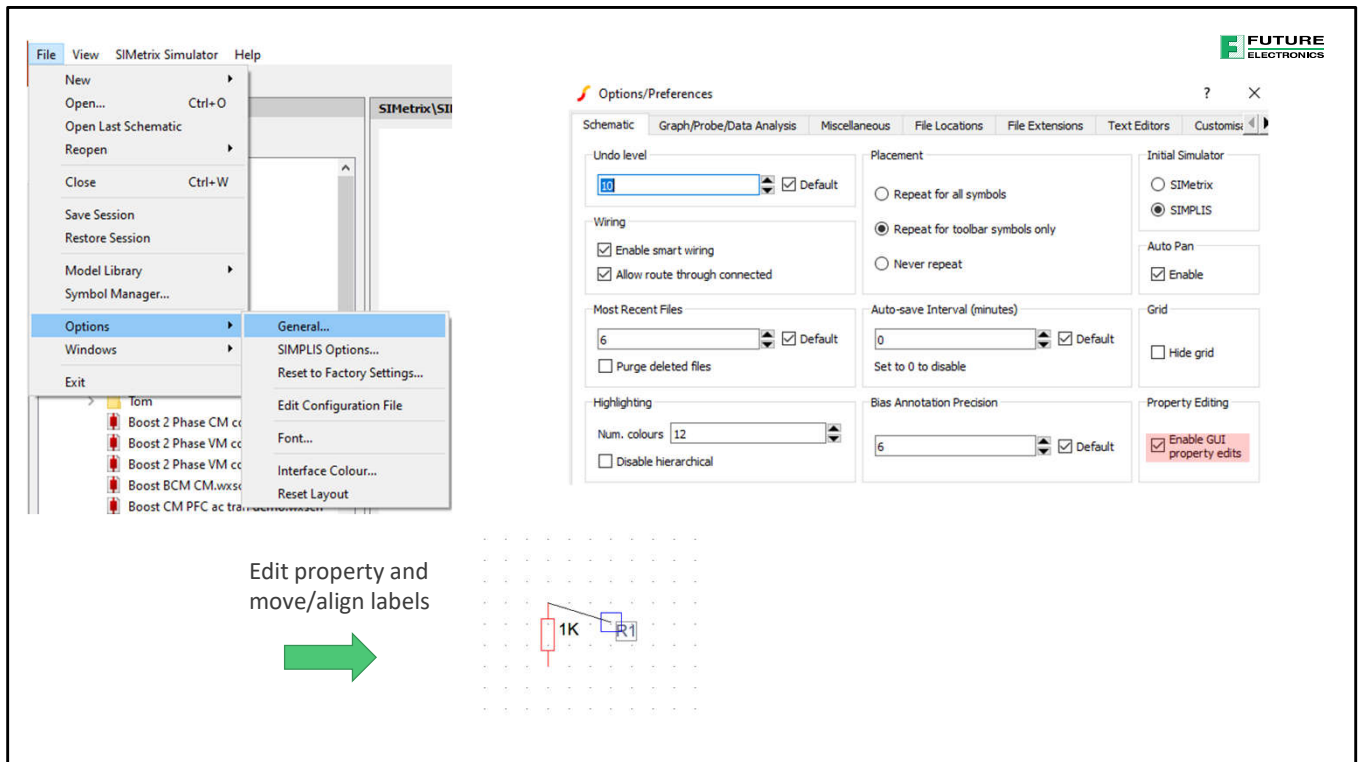 FUTURE
ELECTRONICS
File View SIMetrix Simulator Help
New
Open... Ctrl+O
Open Last Schematic
Reopen
Close Ctrl+W
Save Session
Restore Session
Model Library
Symbol Manager...
Options
Windows
Exit
General...
SIMPLIS Options...
Reset to Factory Settings...
Edit Configuration File
Font...
Interface Colour...
Reset Layout
SIMetrix\SI
Tom
Boost 2 Phase CM
Boost 2 Phase VM
Boost 2 Phase VM
Boost BCM CM.wxsc
Boost CM PFC ac tran demo.wxsch
Options/Preferences ? ×
Schematic Graph/Probe/Data Analysis Miscellaneous File Locations File Extensions Text Editors Customisa
Undo level
10 Default
Wiring
Enable smart wiring
Allow route through connected
Most Recent Files
6 Default
Purge deleted files
Highlighting
Num. colours 12
Disable hierarchical
Placement
Repeat for all symbols
Repeat for toolbar symbols only
Never repeat
Auto-save Interval (minutes)
0 Default
Set to 0 to disable
Bias Annotation Precision
6 Default
Initial Simulator
SIMetrix
SIMPLIS
Auto Pan
Enable
Grid
Hide grid
Property Editing
Enable GUI
property edits
Edit property and
move/align labels
1K R1